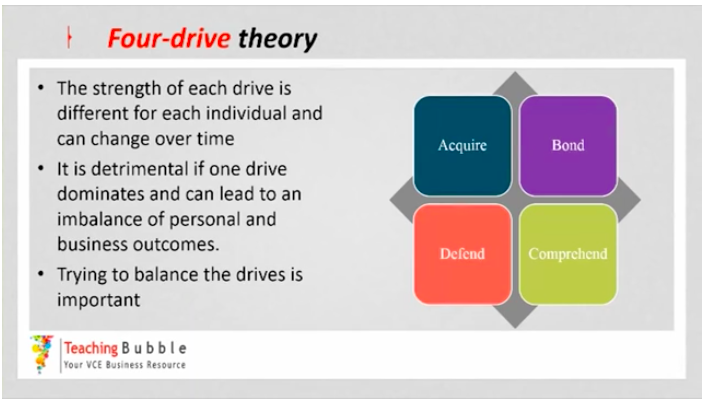 Four-drive theory
• The strength of each drive is
different for each individual and
can change over time
• It is detrimental if one drive
dominates and can lead to an
imbalance of personal and
business outcomes.
• Trying to balance the drives is
important
Acquire
Bond
Defend
Comprehend
Teaching Bubble
Your VCE Business Resource